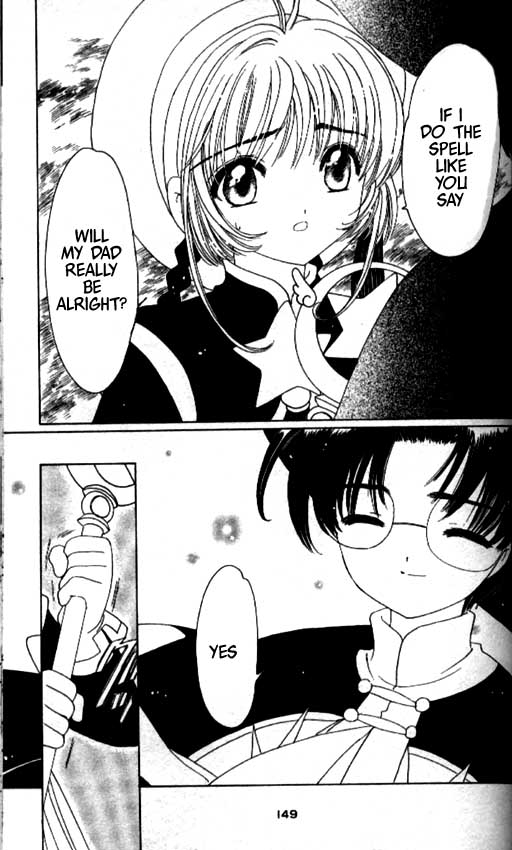 IF I
DO THE
SPELL
LIKE
YOU
SAY
WILL
MY DAD
REALLY
BE
ALRIGHT?
YES
149